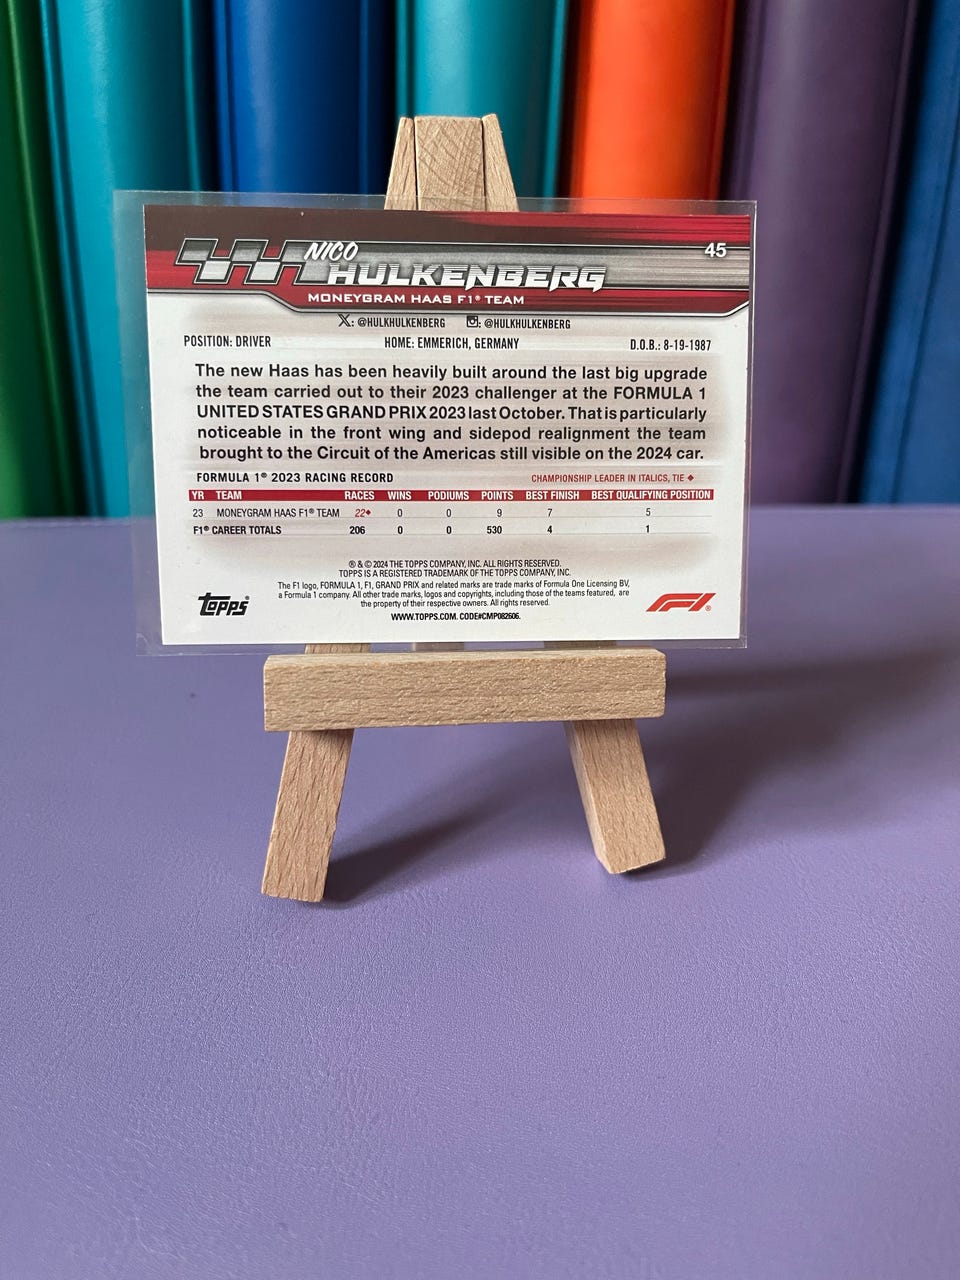 45
NICO
HULKENBERG
MONEYGRAM HAAS F1® TEAM
X: @HULKHULKENBERG : @HULKHULKENBERG
POSITION: DRIVER HOME: EMMERICH, GERMANY D.O.B.: 8-19-1987
The new Haas has been heavily built around the last big upgrade
the team carried out to their 2023 challenger at the FORMULA 1
UNITED STATES GRAND PRIX 2023 last October. That is particularly
noticeable in the front wing and sidepod realignment the team
brought to the Circuit of the Americas still visible on the 2024 car.
FORMULA 1® 2023 RACING RECORD CHAMPIONSHIP LEADER IN ITALICS, TIE ◆
YR TEAM RACES WINS PODIUMS POINTS BEST FINISH BEST QUALIFYING POSITION
23 MONEYGRAM HAAS F1® TEAM 22◆ 0 0 9 7 5
F1® CAREER TOTALS 206 0 0 530 4 1
® & © 2024 THE TOPPS COMPANY, INC. ALL RIGHTS RESERVED.
TOPPS IS A REGISTERED TRADEMARK OF THE TOPPS COMPANY, INC.
The F1 logo, FORMULA 1, F1, GRAND PRIX and related marks are trade marks of Formula One Licensing BV,
a Formula 1 company. All other trade marks, logos and copyrights, including those of the teams featured, are
the property of their respective owners. All rights reserved.
WWW.TOPPS.COM. CODE#CMP082606.
topps®
F1®